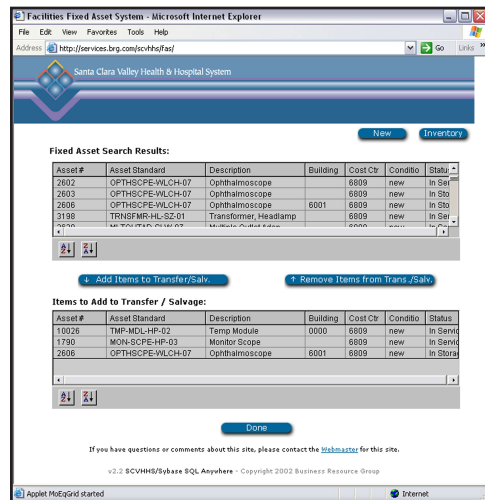 Facilities Fixed Asset System - Microsoft Internet Explorer
File Edit View Favorites Tools Help
Address http://services.brg.com/scvhhs/fas/ Go Links »
Santa Clara Valley Health & Hospital System
New Inventory
Fixed Asset Search Results:
Asset # Asset Standard Description Building Cost Ctr Conditio Statu
2602 OPTHSCPE-WLCH-07 Ophthalmoscope 6809 new In Ser
2603 OPTHSCPE-WLCH-07 Ophthalmoscope 6809 new In Sto
2606 OPTHSCPE-WLCH-07 Ophthalmoscope 6001 6809 new In Sto
3198 TRNSFMR-HL-SZ-01 Transformer, Headlamp 6809 new In Ser
6809 new
Add Items to Transfer/Salv. Remove Items from Trans./Salv.
Items to Add to Transfer / Salvage:
Asset # Asset Standard Description Building Cost Ctr Conditio Status
10026 TMP-MDL-HP-02 Temp Module 0000 6809 new In Servic
1790 MON-SCPE-HP-03 Monitor Scope 6809 new In Servic
2606 OPTHSCPE-WLCH-07 Ophthalmoscope 6001 6809 new In Storag
Done
If you have questions or comments about this site, please contact the Webmaster for this site.
v2.2 SCVHHS/Sybase SQL Anywhere - Copyright 2002 Business Resource Group
Applet MoEqGrid started Internet